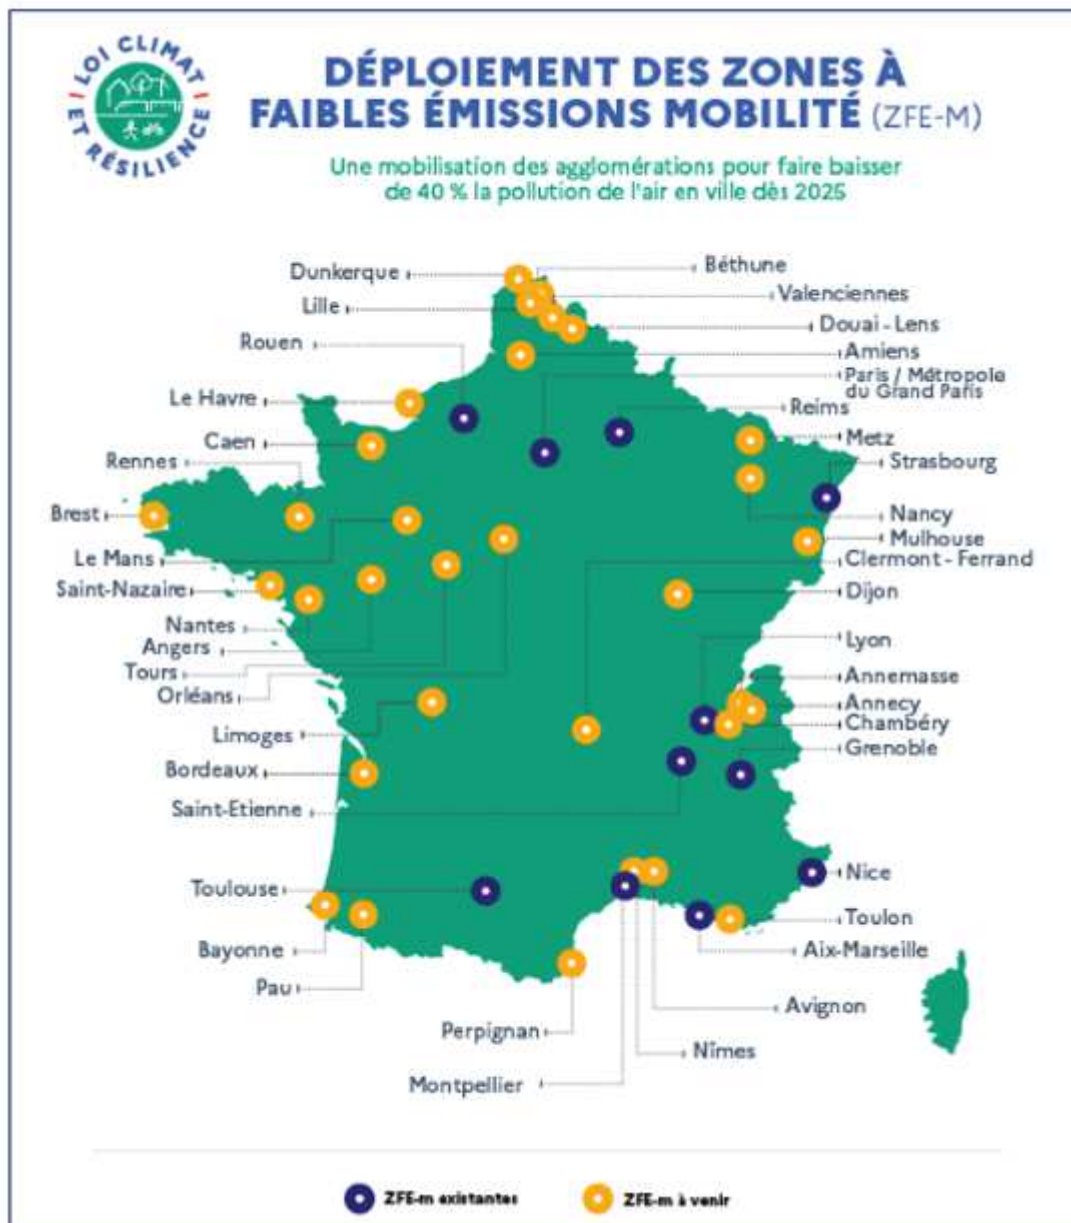 LOI CLIMAT
ET RÉSILIENCE
DÉPLOIEMENT DES ZONES À
FAIBLES ÉMISSIONS MOBILITÉ (ZFE-M)
Une mobilisation des agglomérations pour faire baisser
de 40 % la pollution de l'air en ville dès 2025
Dunkerque
Béthune
Lille
Valenciennes
Douai - Lens
Rouen
Amiens
Paris / Métropole
du Grand Paris
Le Havre
Reims
Caen
Metz
Rennes
Strasbourg
Brest
Nancy
Mulhouse
Le Mans
Clermont - Ferrand
Saint-Nazaire
Dijon
Nantes
Lyon
Angers
Tours
Annemasse
Orléans
Annecy
Chambéry
Limoges
Grenoble
Bordeaux
Saint-Etienne
Nice
Toulouse
Toulon
Bayonne
Aix-Marseille
Pau
Avignon
Perpignan
Nîmes
Montpellier
ZFE-m existantes
ZFE-m à venir